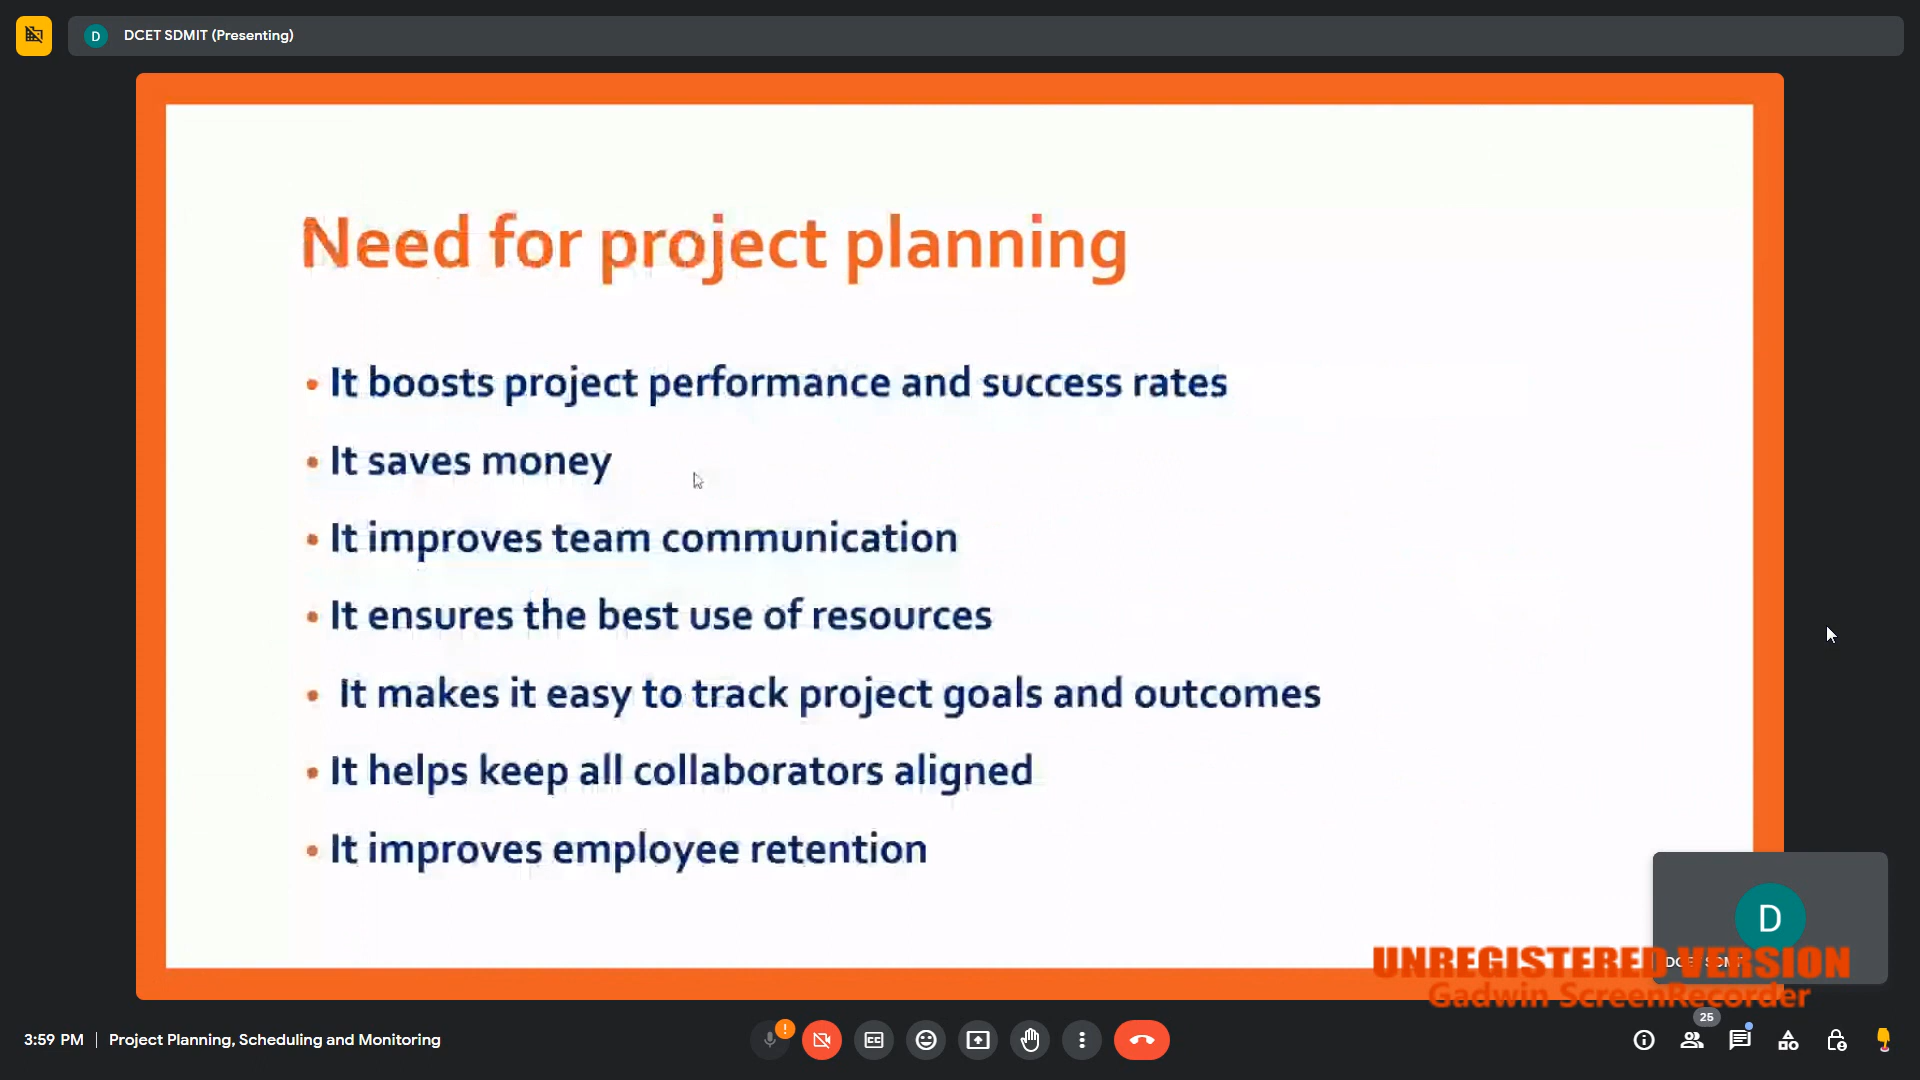 D DCET SDMIT (Presenting)
Need for project planning
• It boosts project performance and success rates
• It saves money
• It improves team communication
• It ensures the best use of resources
• It makes it easy to track project goals and outcomes
• It helps keep all collaborators aligned
• It improves employee retention
D
DCET SDMIT
UNREGISTERED VERSION
Gadwin ScreenRecorder
25
3:59 PM | Project Planning, Scheduling and Monitoring